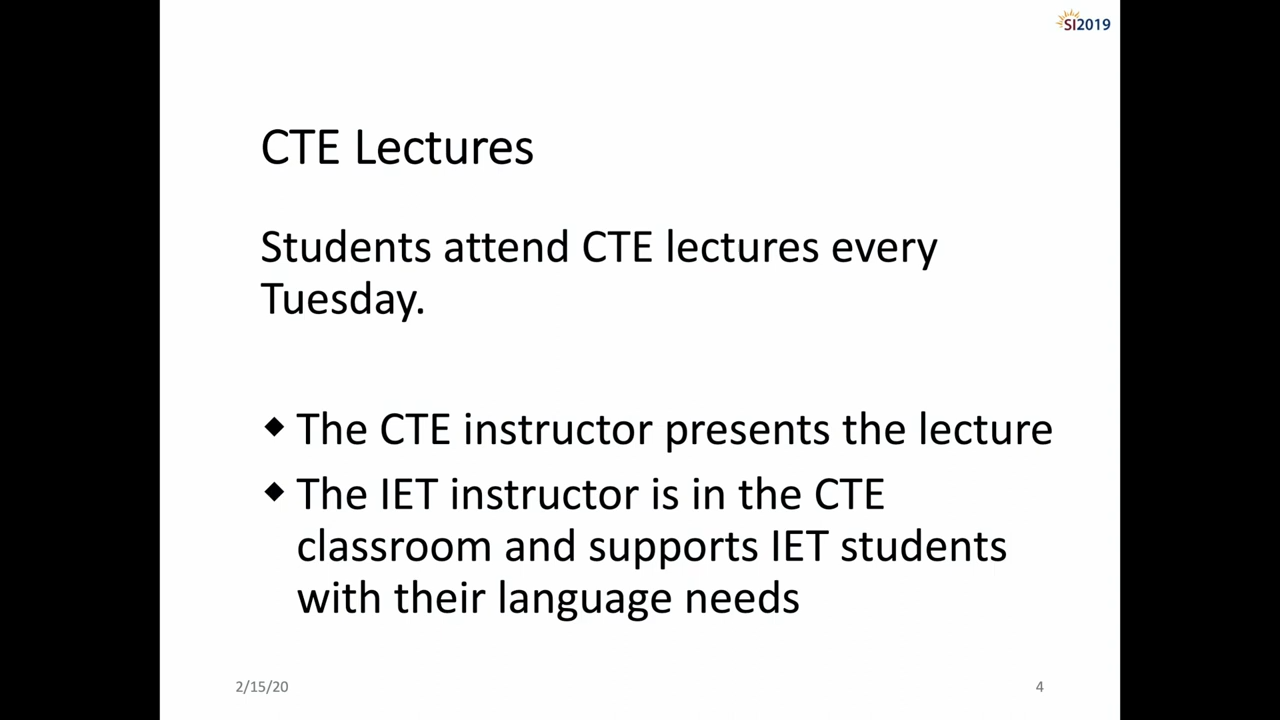 SI2019
CTE Lectures
Students attend CTE lectures every
Tuesday.
◆ The CTE instructor presents the lecture
◆ The IET instructor is in the CTE
classroom and supports IET students
with their language needs
2/15/20
4